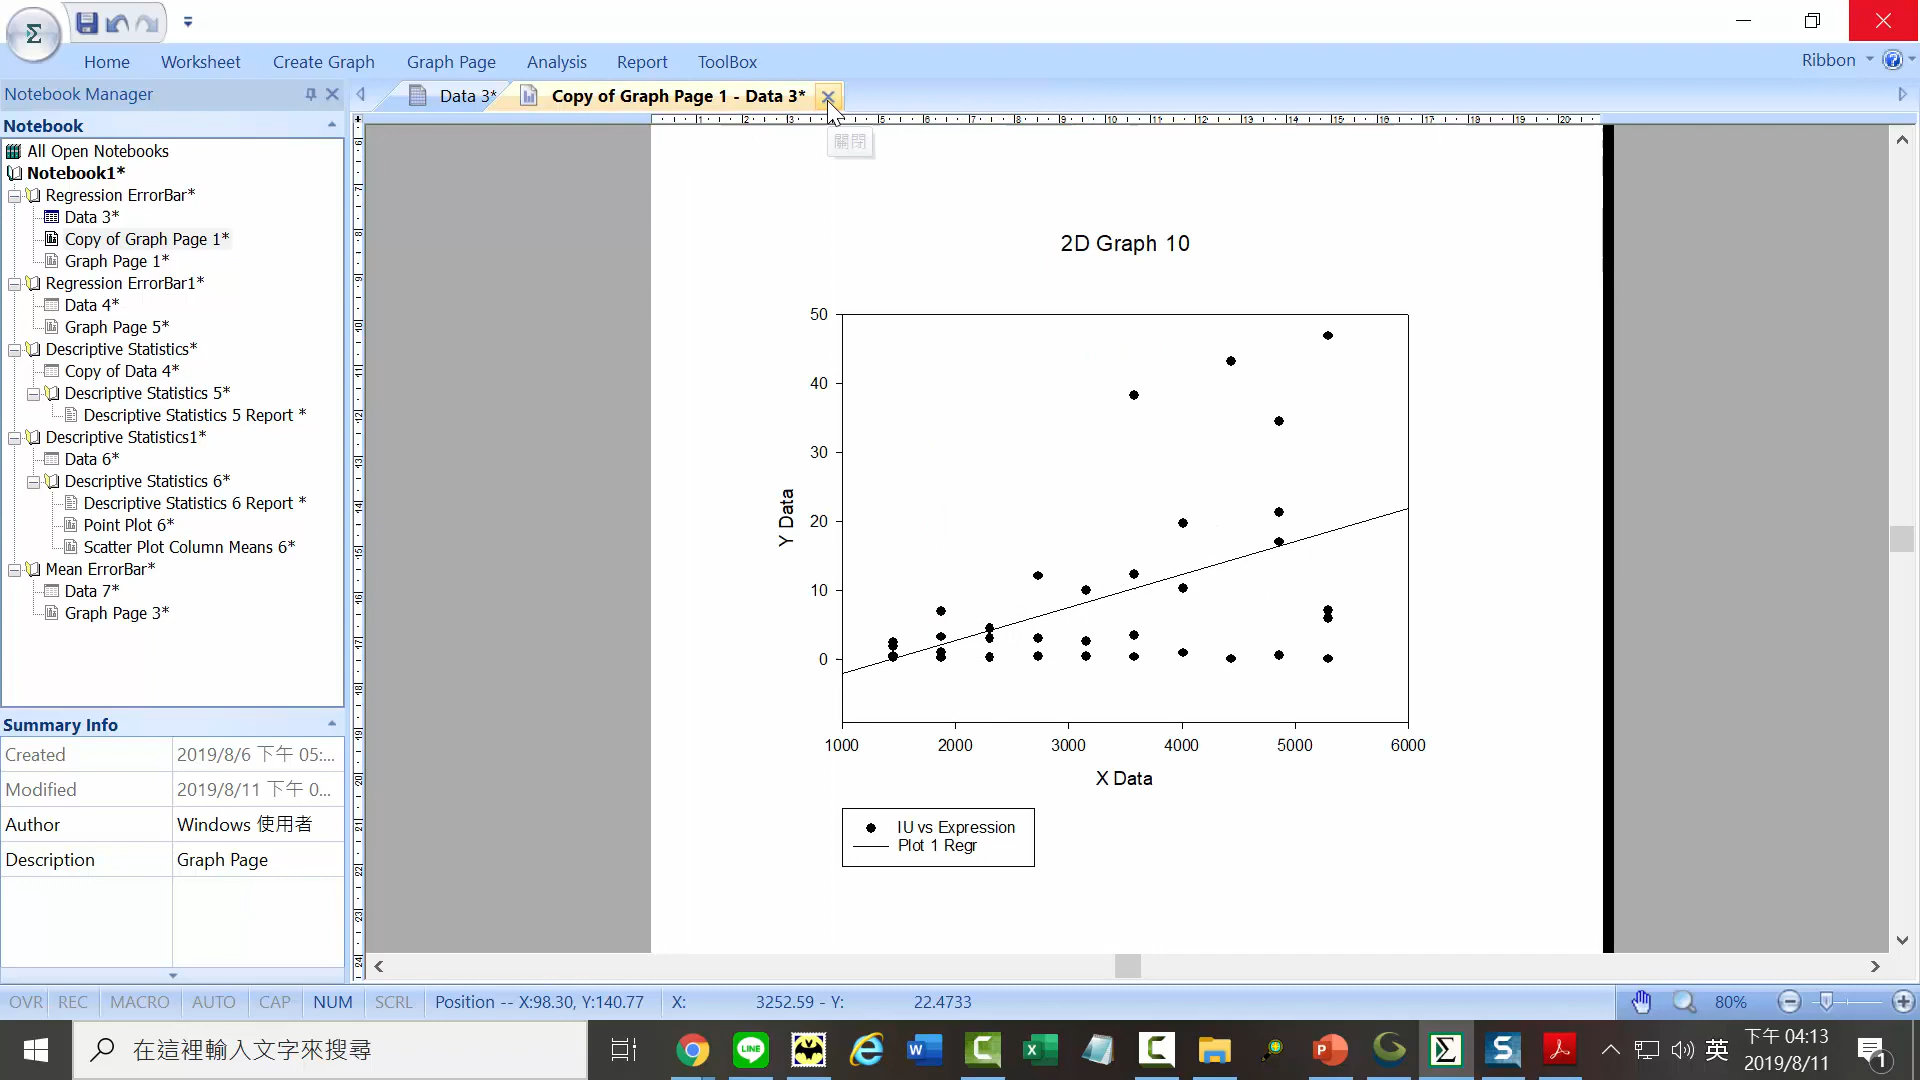 Home Worksheet Create Graph Graph Page Analysis Report ToolBox Ribbon
Notebook Manager
Data 3* Copy of Graph Page 1 - Data 3*
關閉
Notebook
All Open Notebooks
Notebook1*
Regression ErrorBar*
Data 3*
Copy of Graph Page 1*
Graph Page 1*
Regression ErrorBar1*
Data 4*
Graph Page 5*
Descriptive Statistics*
Copy of Data 4*
Descriptive Statistics 5*
Descriptive Statistics 5 Report *
Descriptive Statistics1*
Data 6*
Descriptive Statistics 6*
Descriptive Statistics 6 Report *
Point Plot 6*
Scatter Plot Column Means 6*
Mean ErrorBar*
Data 7*
Graph Page 3*
Summary Info
Created 2019/8/6 下午 05:...
Modified 2019/8/11 下午 0...
Author Windows 使用者
Description Graph Page
2D Graph 10
50
40
30
20
10
0
Y Data
1000 2000 3000 4000 5000 6000
X Data
IU vs Expression
Plot 1 Regr
OVR REC MACRO AUTO CAP NUM SCRL Position -- X:98.30, Y:140.77 X: 3252.59 - Y: 22.4733 80%
在這裡輸入文字來搜尋
英
下午 04:13
2019/8/11
1